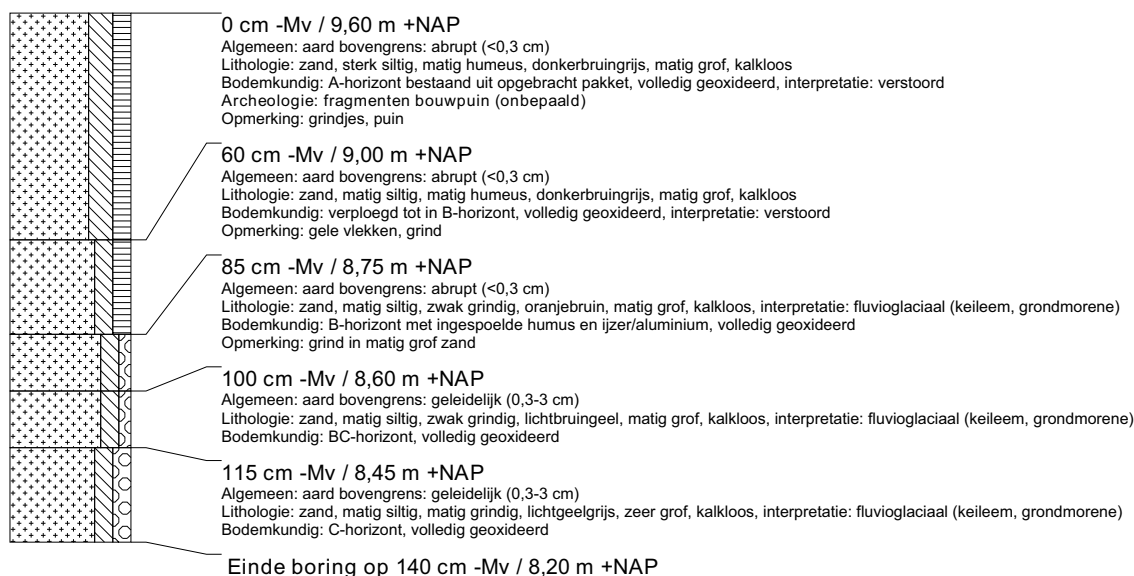 0 cm -Mv / 9,60 m +NAP
Algemeen: aard bovengrens: abrupt (<0,3 cm)
Lithologie: zand, sterk siltig, matig humeus, donkerbruingrijs, matig grof, kalkloos
Bodemkundig: A-horizont bestaand uit opgebracht pakket, volledig geoxideerd, interpretatie: verstoord
Archeologie: fragmenten bouwpuin (onbepaald)
Opmerking: grindjes, puin
60 cm -Mv / 9,00 m +NAP
Algemeen: aard bovengrens: abrupt (<0,3 cm)
Lithologie: zand, matig siltig, matig humeus, donkerbruingrijs, matig grof, kalkloos
Bodemkundig: verploegd tot in B-horizont, volledig geoxideerd, interpretatie: verstoord
Opmerking: gele vlekken, grind
85 cm -Mv / 8,75 m +NAP
Algemeen: aard bovengrens: abrupt (<0,3 cm)
Lithologie: zand, matig siltig, zwak grindig, oranjebruin, matig grof, kalkloos, interpretatie: fluvioglaciaal (keileem, grondmorene)
Bodemkundig: B-horizont met ingespoelde humus en ijzer/aluminium, volledig geoxideerd
Opmerking: grind in matig grof zand
100 cm -Mv / 8,60 m +NAP
Algemeen: aard bovengrens: geleidelijk (0,3-3 cm)
Lithologie: zand, matig siltig, zwak grindig, lichtbruingeel, matig grof, kalkloos, interpretatie: fluvioglaciaal (keileem, grondmorene)
Bodemkundig: BC-horizont, volledig geoxideerd
115 cm -Mv / 8,45 m +NAP
Algemeen: aard bovengrens: geleidelijk (0,3-3 cm)
Lithologie: zand, matig siltig, matig grindig, lichtgeelgrijs, zeer grof, kalkloos, interpretatie: fluvioglaciaal (keileem, grondmorene)
Bodemkundig: C-horizont, volledig geoxideerd
Einde boring op 140 cm -Mv / 8,20 m +NAP